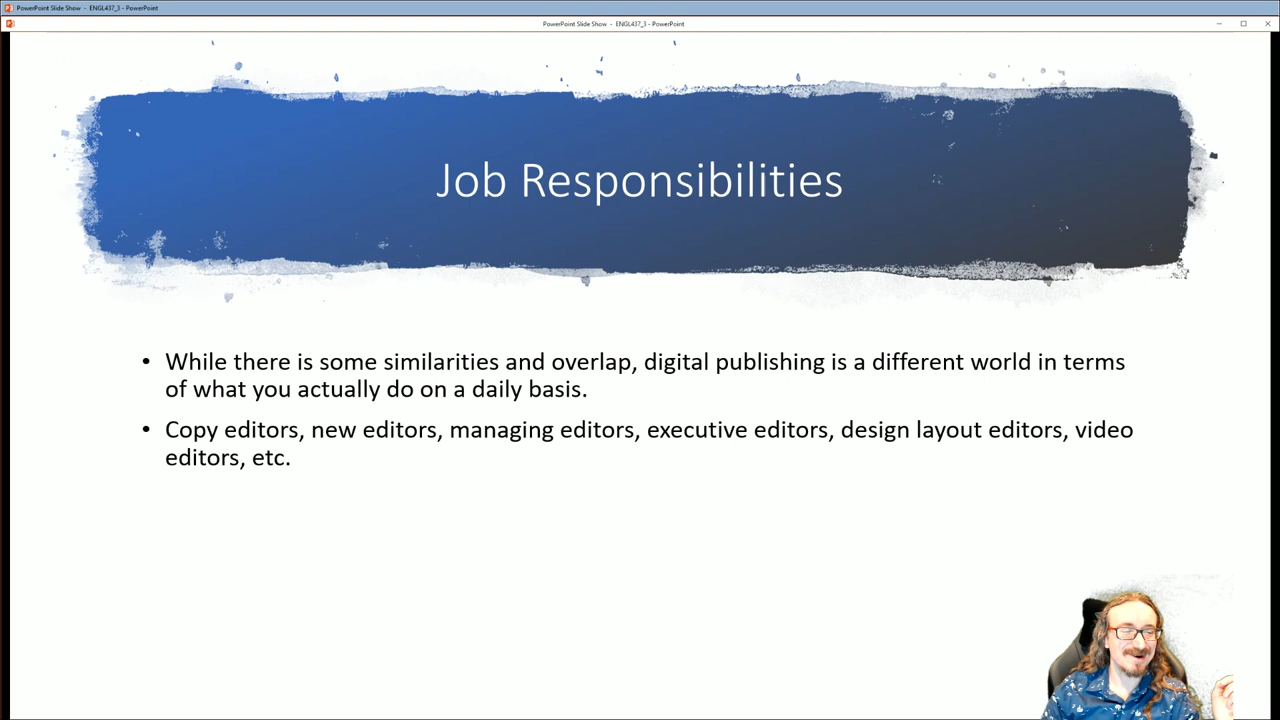 PowerPoint Slide Show - ENGL437_3 - PowerPoint
PowerPoint Slide Show - ENGL437_3 - PowerPoint
Job Responsibilities
• While there is some similarities and overlap, digital publishing is a different world in terms
of what you actually do on a daily basis.
• Copy editors, new editors, managing editors, executive editors, design layout editors, video
editors, etc.